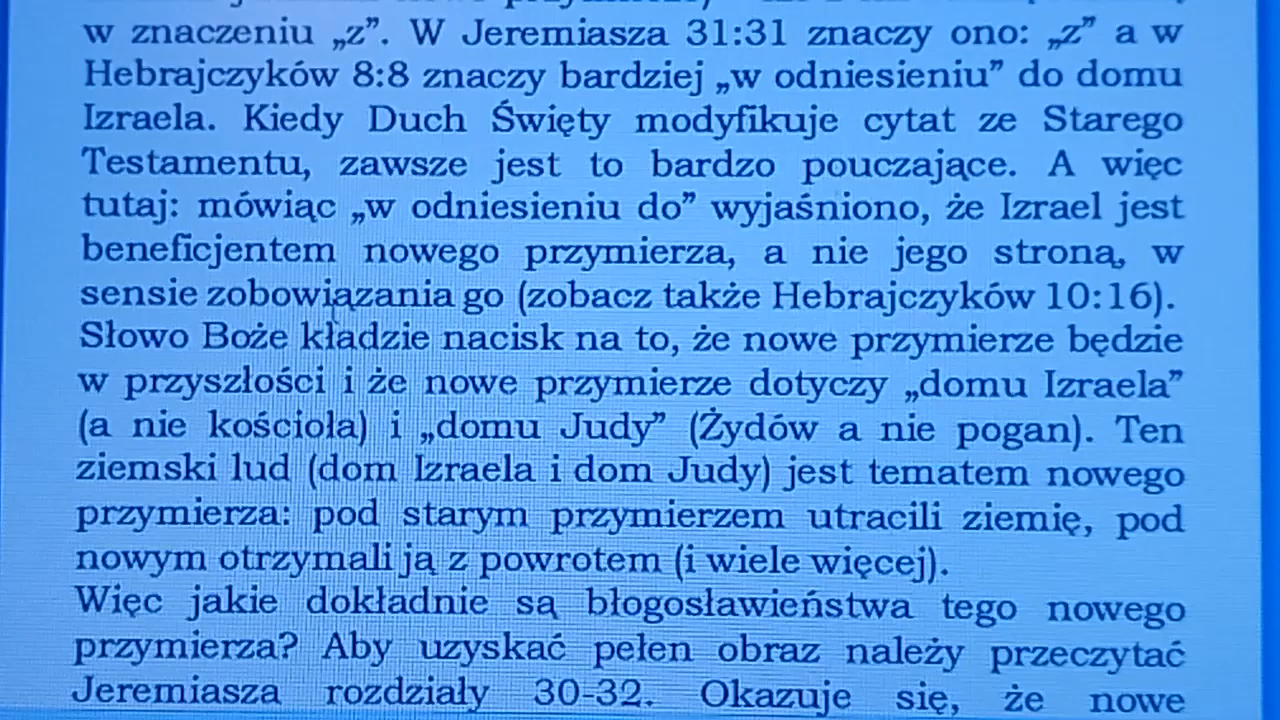 w znaczeniu „z”. W Jeremiasza 31:31 znaczy ono: „z” a w
Hebrajczyków 8:8 znaczy bardziej „w odniesieniu” do domu
Izraela. Kiedy Duch Święty modyfikuje cytat ze Starego
Testamentu, zawsze jest to bardzo pouczające. A więc
tutaj: mówiąc „w odniesieniu do” wyjaśniono, że Izrael jest
beneficjentem nowego przymierza, a nie jego stroną, w
sensie zobowiązania go (zobacz także Hebrajczyków 10:16).
Słowo Boże kładzie nacisk na to, że nowe przymierze będzie
w przyszłości i że nowe przymierze dotyczy „domu Izraela”
(a nie kościoła) i „domu Judy” (Żydów a nie pogan). Ten
ziemski lud (dom Izraela i dom Judy) jest tematem nowego
przymierza: pod starym przymierzem utracili ziemię, pod
nowym otrzymali ją z powrotem (i wiele więcej).
Więc jakie dokładnie są błogosławieństwa tego nowego
przymierza? Aby uzyskać pełen obraz należy przeczytać
Jeremiasza rozdziały 30-32. Okazuje się, że nowe